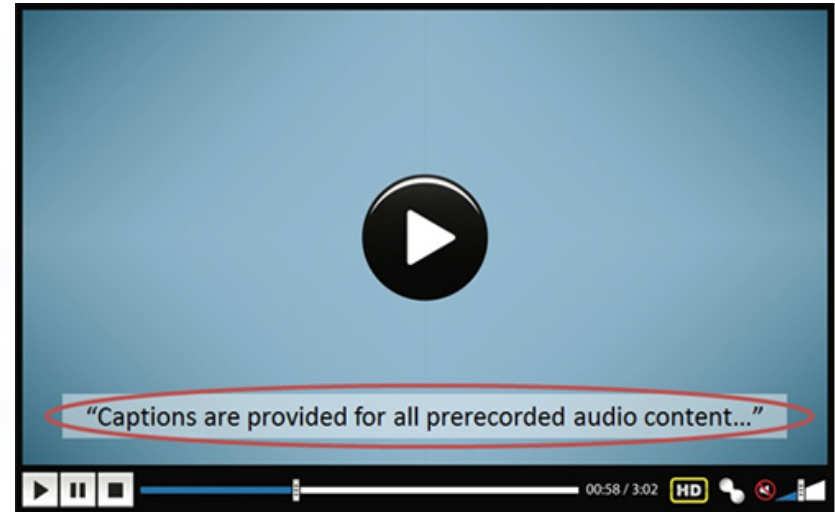 “Captions are provided for all prerecorded audio content...”
00:58 / 3:02 HD